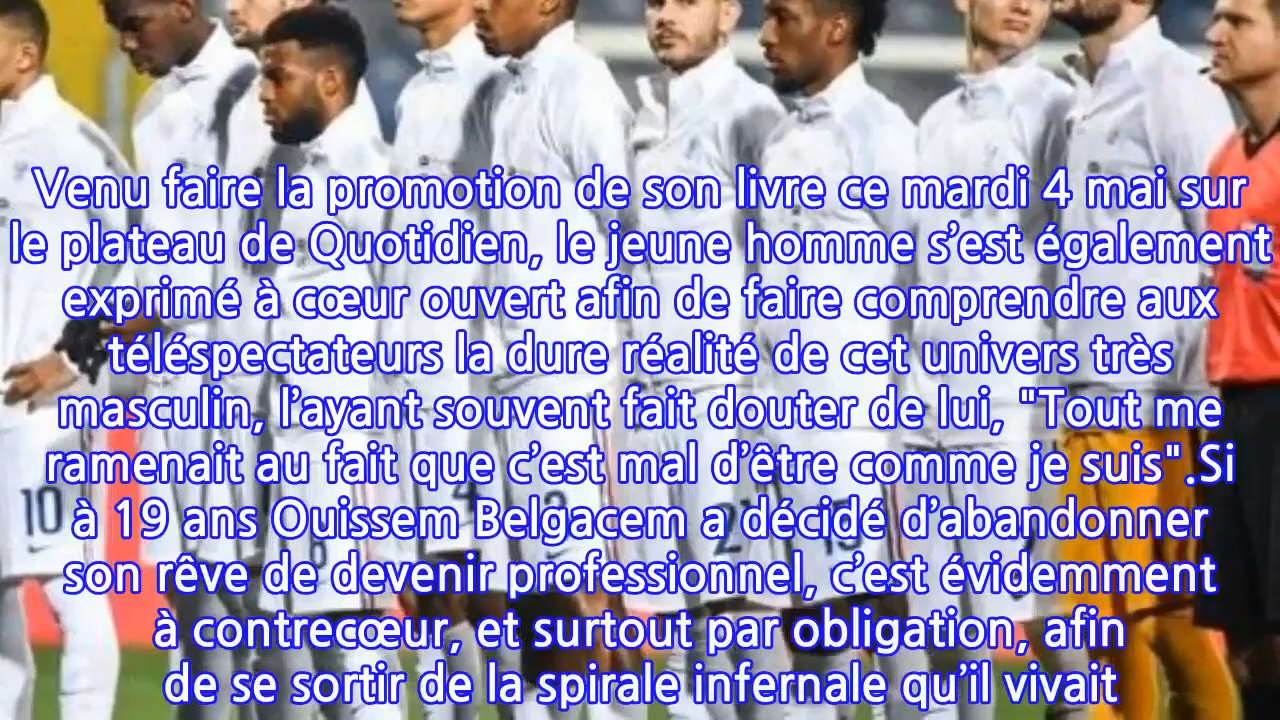 Venu faire la promotion de son livre ce mardi 4 mai sur
le plateau de Quotidien, le jeune homme s’est également
exprimé à cœur ouvert afin de faire comprendre aux
téléspectateurs la dure réalité de cet univers très
masculin, l’ayant souvent fait douter de lui, "Tout me
ramenait au fait que c’est mal d’être comme je suis".Si
à 19 ans Ouissem Belgacem a décidé d’abandonner
son rêve de devenir professionnel, c’est évidemment
à contrecœur, et surtout par obligation, afin
de se sortir de la spirale infernale qu’il vivait
10